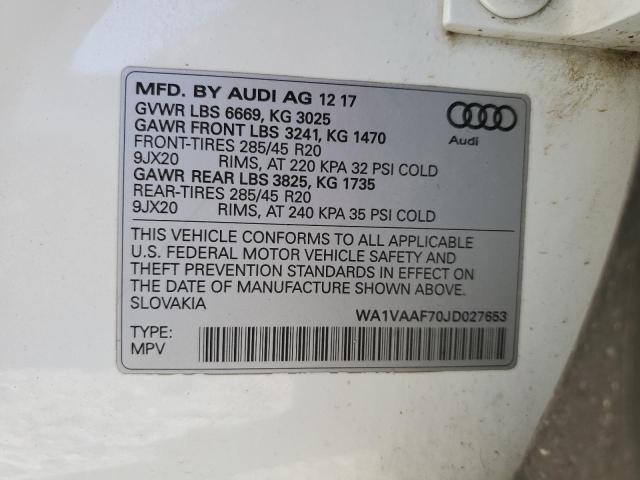 MFD. BY AUDI AG 12 17
GVWR LBS 6669, KG 3025
GAWR FRONT LBS 3241, KG 1470
FRONT-TIRES 285/45 R20
9JX20 RIMS, AT 220 KPA 32 PSI COLD
GAWR REAR LBS 3825, KG 1735
REAR-TIRES 285/45 R20
9JX20 RIMS, AT 240 KPA 35 PSI COLD
Audi
THIS VEHICLE CONFORMS TO ALL APPLICABLE
U.S. FEDERAL MOTOR VEHICLE SAFETY AND
THEFT PREVENTION STANDARDS IN EFFECT ON
THE DATE OF MANUFACTURE SHOWN ABOVE.
SLOVAKIA
WA1VAAF70JD027653
TYPE:
MPV